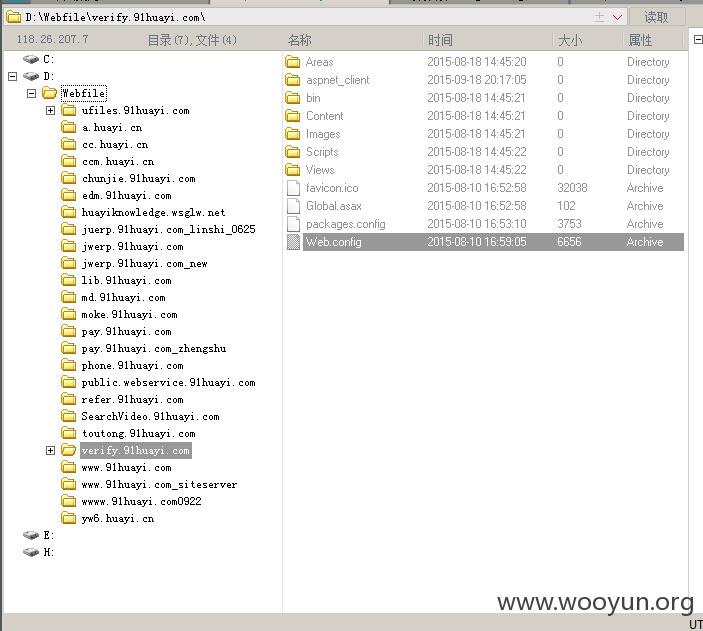 D:\Webfile\verify.91huayi.com\
读取
118.26.207.7 目录(7),文件(4)
名称 时间 大小 属性
C:
D:
Webfile
ufiles.91huayi.com
a.huayi.cn
cc.huayi.cn
ccm.huayi.cn
chunjie.91huayi.com
edm.91huayi.com
huayiknowledge.wsglw.net
juerp.91huayi.com_linshi_0625
jwerp.91huayi.com
jwerp.91huayi.com_new
lib.91huayi.com
md.91huayi.com
moke.91huayi.com
pay.91huayi.com
pay.91huayi.com_zhengshu
phone.91huayi.com
public.webservice.91huayi.com
refer.91huayi.com
SearchVideo.91huayi.com
toutong.91huayi.com
verify.91huayi.com
www.91huayi.com
www.91huayi.com_siteserver
wwww.91huayi.com0922
yw6.huayi.cn
E:
H:
Areas 2015-08-18 14:45:20 0 Directory
aspnet_client 2015-09-18 20:17:05 0 Directory
bin 2015-08-18 14:45:21 0 Directory
Content 2015-08-18 14:45:21 0 Directory
Images 2015-08-18 14:45:21 0 Directory
Scripts 2015-08-18 14:45:22 0 Directory
Views 2015-08-18 14:45:22 0 Directory
favicon.ico 2015-08-10 16:52:58 32038 Archive
Global.asax 2015-08-10 16:52:58 102 Archive
packages.config 2015-08-10 16:53:10 3753 Archive
Web.config 2015-08-10 16:59:05 6656 Archive
www.wooyun.org
UT